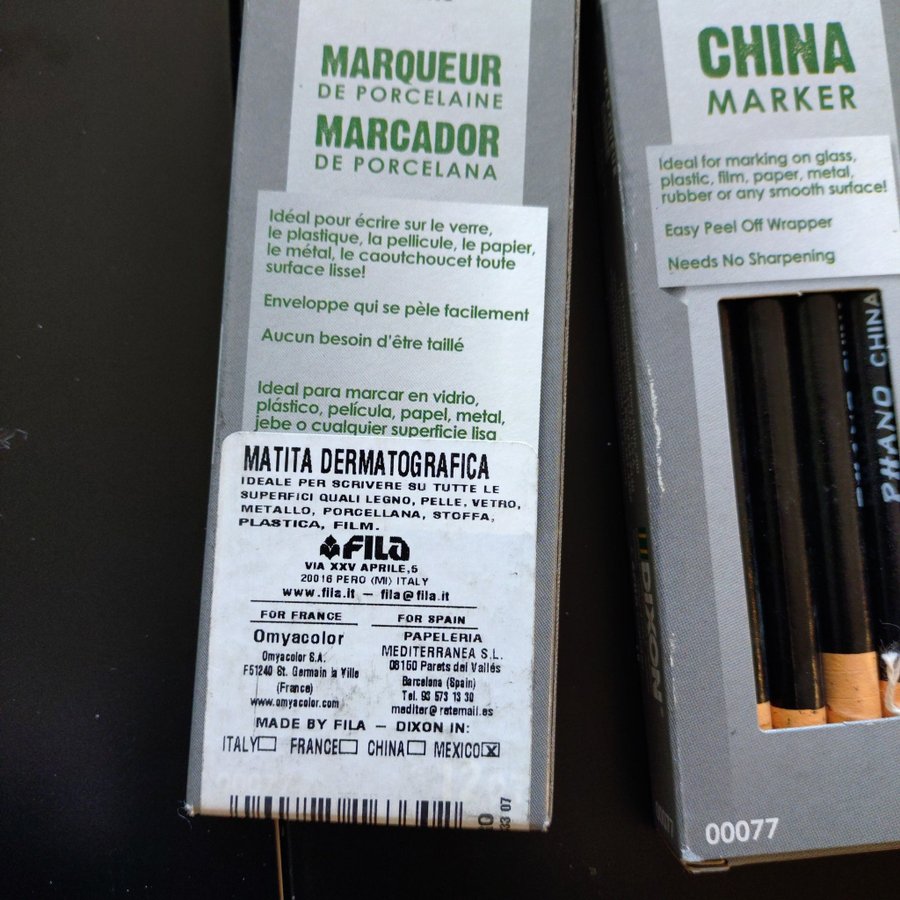 MARQUEUR
DE PORCELAINE
MARCADOR
DE PORCELANA
Idéal pour écrire sur le verre,
le plastique, la pellicule, le papier,
le métal, le caoutchoucet toute
surface lisse!
Enveloppe qui se pèle facilement
Aucun besoin d'être taillé
Ideal para marcar en vidrio,
plástico, película, papel, metal,
jebe o cualquier superficie lisa
MATITA DERMATOGRAFICA
IDEALE PER SCRIVERE SU TUTTE LE
SUPERFICI QUALI LEGNO, PELLE, VETRO,
METALLO, PORCELLANA, STOFFA,
PLASTICA, FILM.
FILA
VIA XXV APRILE,5
20016 PERO (MI) ITALY
www.fila.it – fila@fila.it
FOR FRANCE
Omyacolor
Omyacolor S.A.
F51240 St. Germain la Ville
(France)
www.omyacolor.com
FOR SPAIN
PAPELERIA
MEDITERRANEA S.L.
08150 Parets del Vallés
Barcelona (Spain)
Tel. 93 573 13 30
mediter@retemail.es
MADE BY FILA – DIXON IN:
ITALY FRANCE CHINA MEXICO
33 07
CHINA
MARKER
Ideal for marking on glass,
plastic, film, paper, metal,
rubber or any smooth surface!
Easy Peel Off Wrapper
Needs No Sharpening
PHANO CHINA
DIXON
00077